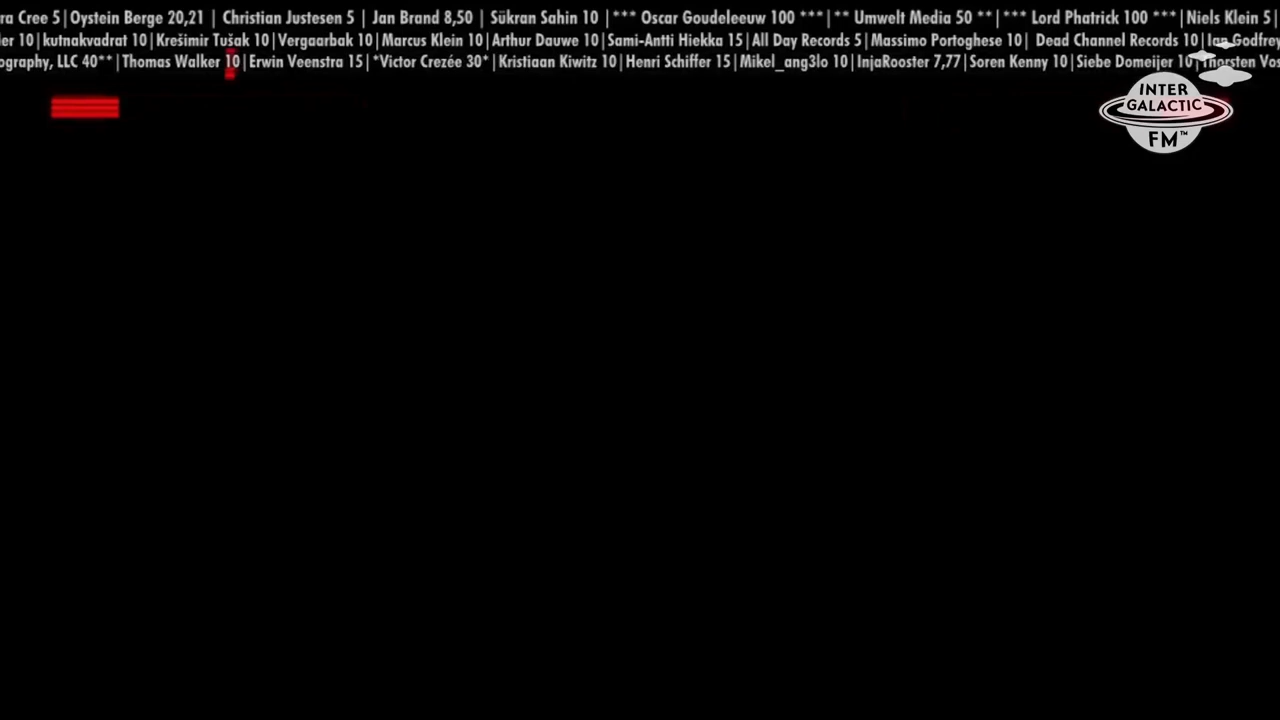 ra Cree 5|Oystein Berge 20,21 | Christian Justesen 5 | Jan Brand 8,50 | Sükran Sahin 10 |*** Oscar Goudeleeuw 100 ***|** Umwelt Media 50 **|*** Lord Phatrick 100 ***|Niels Klein 5|
er 10|kutnakvadrat 10|Krešimir Tušak 10|Vergaarbak 10|Marcus Klein 10|Arthur Dauwe 10|Sami-Antti Hiekka 15|All Day Records 5|Massimo Portoghese 10| Dead Channel Records 10|Ian Godfrey
ography, LLC 40**|Thomas Walker 10|Erwin Veenstra 15|*Victor Crezée 30*|Kristiaan Kiwitz 10|Henri Schiffer 15|Mikel_ang3lo 10|InjaRooster 7,77|Soren Kenny 10|Siebe Domeijer 10|Thorsten Vos
INTER
GALACTIC
FM™